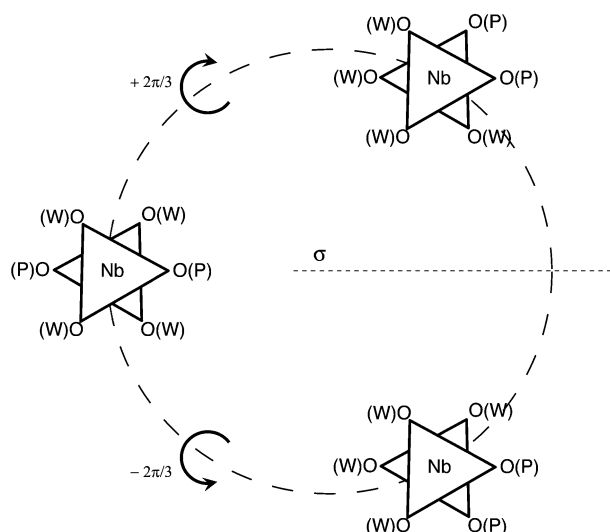 (W)O O(P)
+ 2π/3
(W)O Nb O(P)
(W)O O(W)
(W)O O(W)
σ
(P)O Nb O(P)
(W)O O(W)
(W)O O(W)
− 2π/3
(W)O Nb O(P)
(W)O O(P)